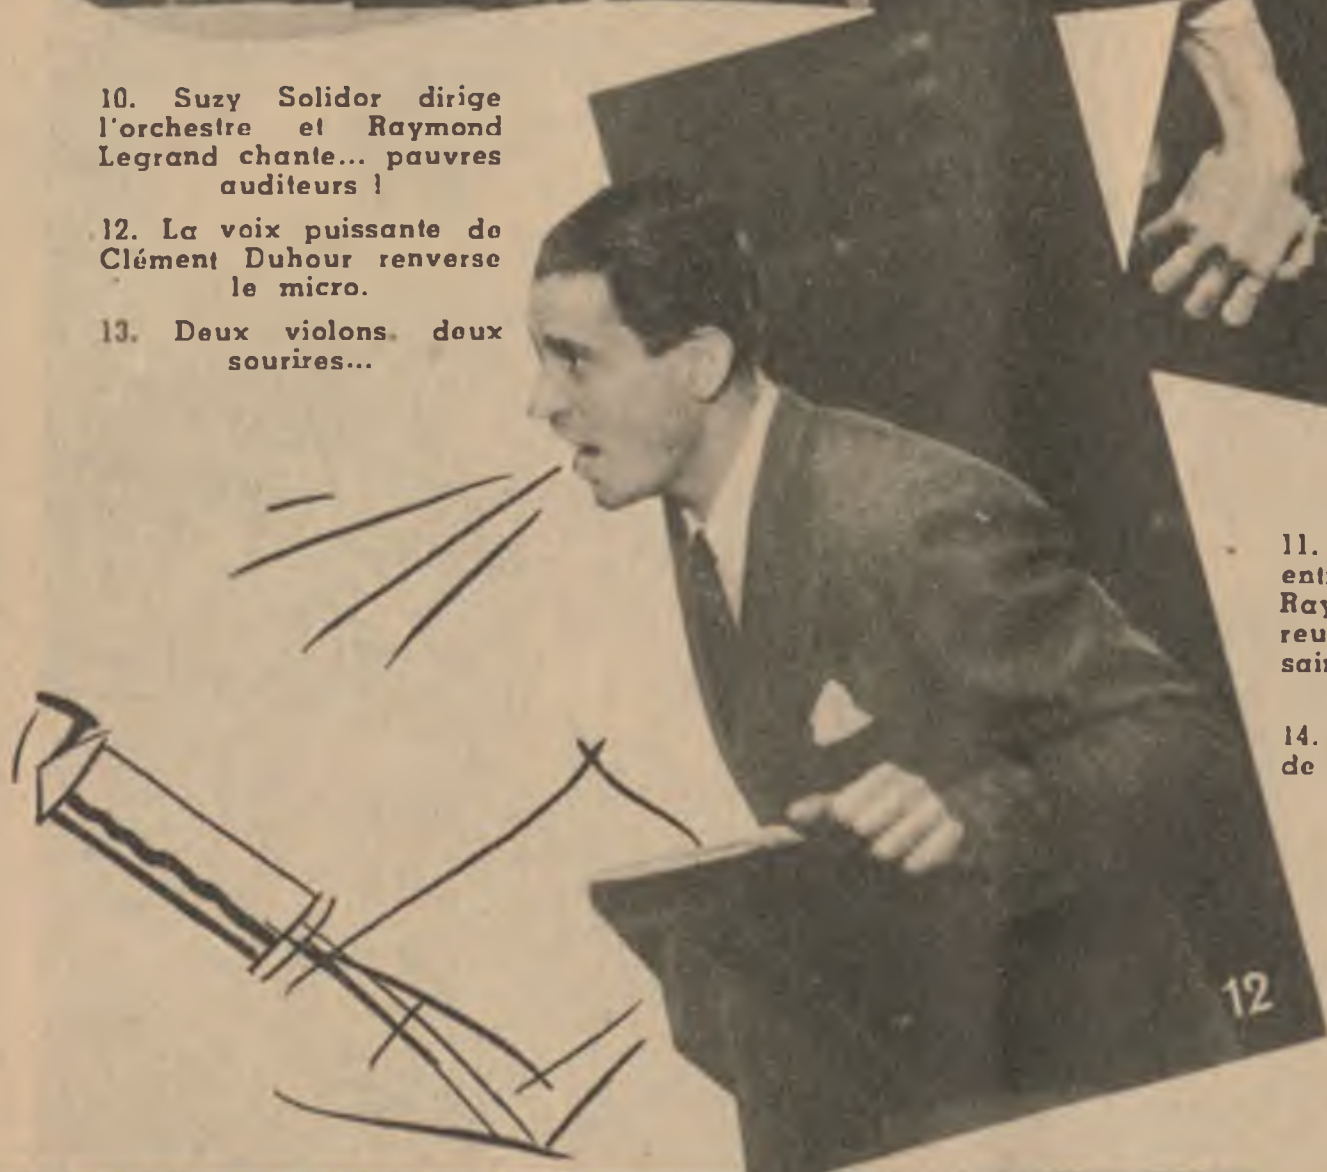 10. Suzy Solidor dirige
l'orchestre et Raymond
Legrand chante... pauvres
auditeurs !
12. La voix puissante de
Clément Duhour renverse
le micro.
13. Deux violons. doux
sourires...
11.
14.
de
12